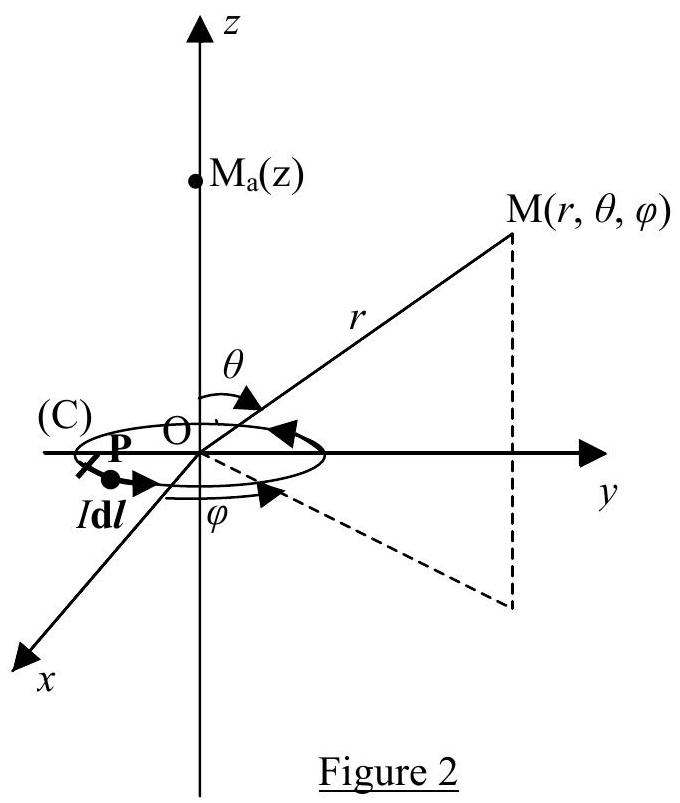 z
Mₐ(z)
M(r, θ, φ)
r
θ
(C)
O
P
y
Idl
φ
x
Figure 2